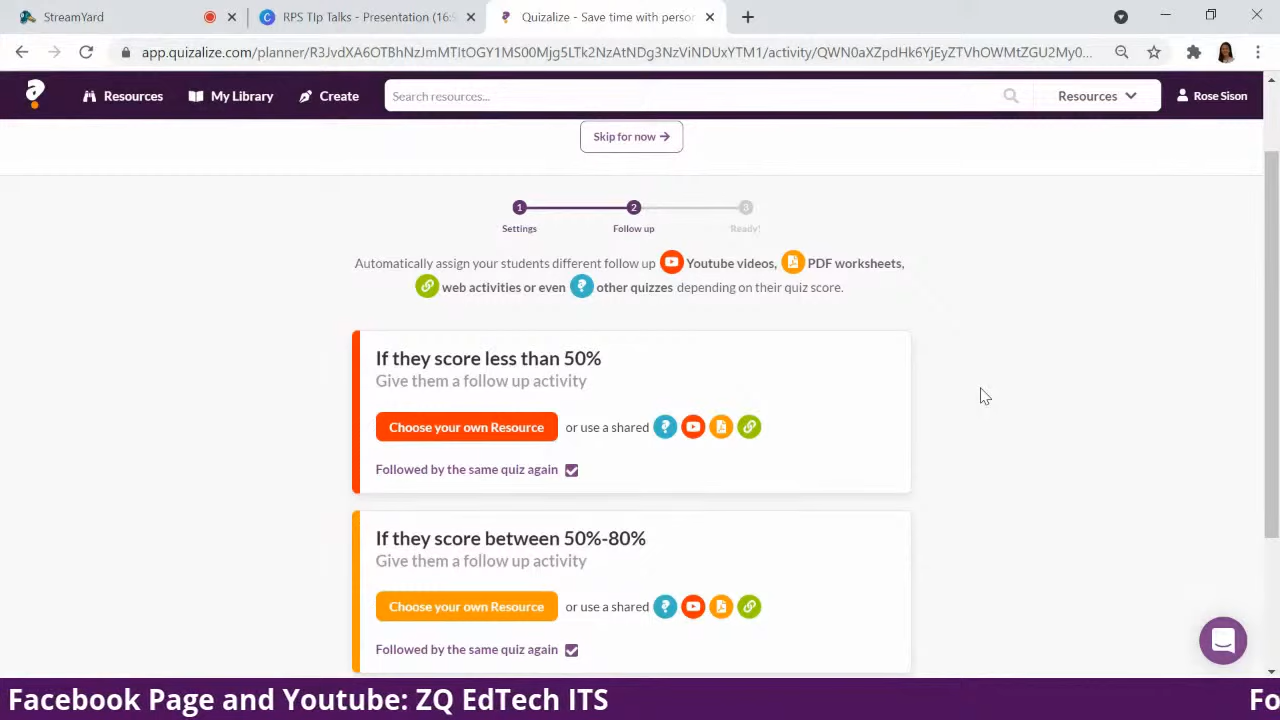 StreamYard
RPS TIp Talks - Presentation (16:
Quizalize - Save time with person
app.quizalize.com/planner/R3JvdXA6OTBhNzJmMTItOGY1MS00Mjg5LTk2NzAtNDg3NzViNDUxYTM1/activity/QWN0aXZpdHk6YjEyZTVhOWMtZGU2My0...
Resources
My Library
Create
Search resources...
Resources
Rose Sison
Skip for now
1
2
3
Settings
Follow up
Ready!
Automatically assign your students different follow up Youtube videos, PDF worksheets,
web activities or even other quizzes depending on their quiz score.
If they score less than 50%
Give them a follow up activity
Choose your own Resource or use a shared
Followed by the same quiz again
If they score between 50%-80%
Give them a follow up activity
Choose your own Resource or use a shared
Followed by the same quiz again
Facebook Page and Youtube: ZQ EdTech ITS
Fo